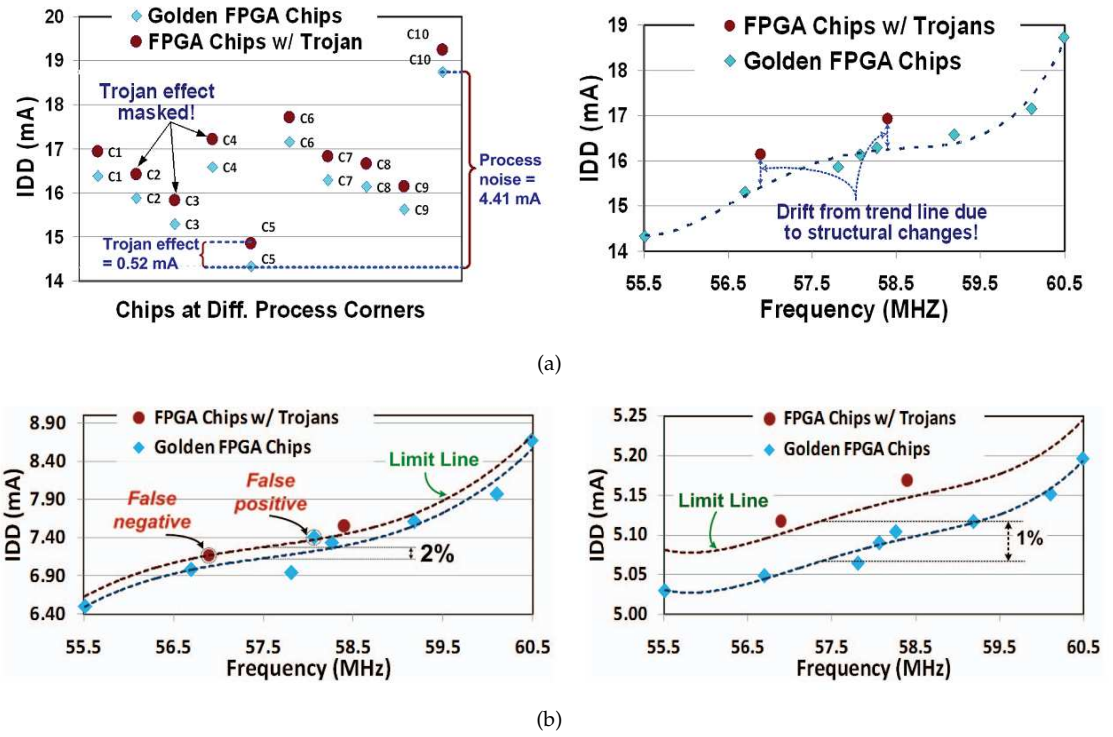 Golden FPGA Chips
FPGA Chips w/ Trojan
Trojan effect
masked!
C1
C1
C2
C2
C3
C3
C4
C4
C5
C5
C6
C6
C7
C7
C8
C8
C9
C9
C10
C10
Process
noise =
4.41 mA
Trojan effect
= 0.52 mA
20
19
18
17
16
15
14
IDD (mA)
Chips at Diff. Process Corners
FPGA Chips w/ Trojans
Golden FPGA Chips
Drift from trend line due
to structural changes!
19
18
17
16
15
14
IDD (mA)
55.5 56.5 57.5 58.5 59.5 60.5
Frequency (MHZ)
(a)
FPGA Chips w/ Trojans
Golden FPGA Chips
Limit Line
False
positive
False
negative
2%
8.90
8.40
7.90
7.40
6.90
6.40
IDD (mA)
55.5 56.5 57.5 58.5 59.5 60.5
Frequency (MHz)
FPGA Chips w/ Trojans
Golden FPGA Chips
Limit Line
1%
5.25
5.20
5.15
5.10
5.05
5.00
IDD (mA)
55.5 56.5 57.5 58.5 59.5 60.5
Frequency (MHz)
(b)